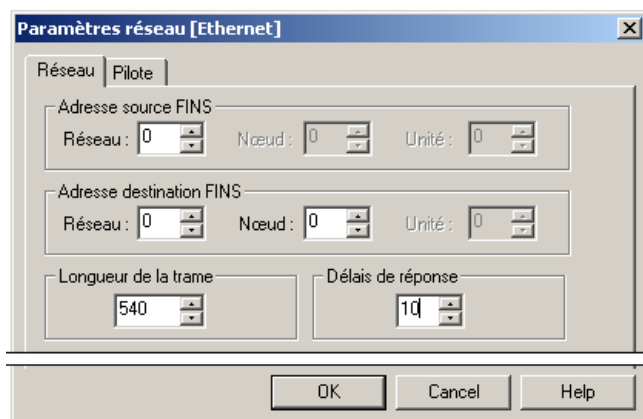 Paramètres réseau [Ethernet]
Réseau Pilote
Adresse source FINS
Réseau : 0 Nœud : 0 Unité : 0
Adresse destination FINS
Réseau : 0 Nœud : 0 Unité : 0
Longueur de la trame Délais de réponse
540 10
OK Cancel Help